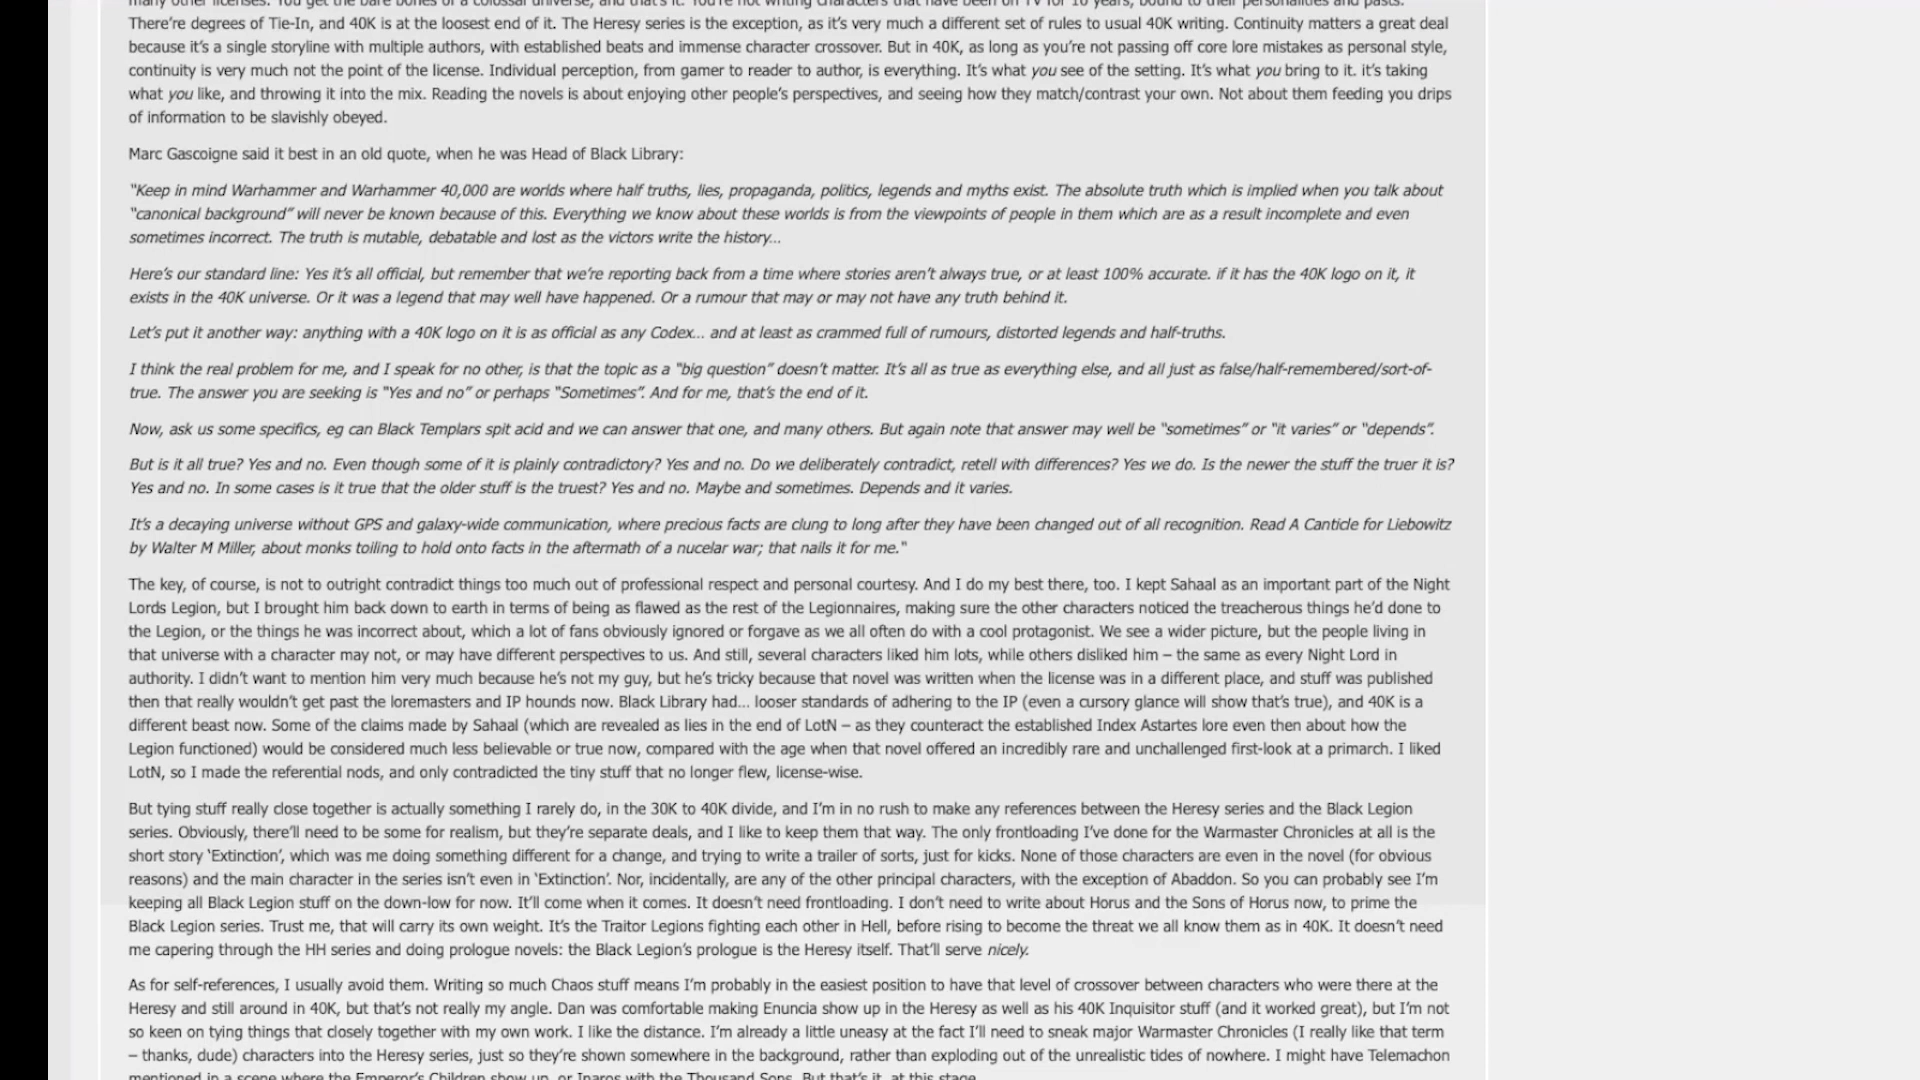 many other licenses. You get the bare bones of a colossal universe, and that's it. You're not writing characters that have been on TV for 10 years, bound to their personalities and pasts.
There're degrees of Tie-In, and 40K is at the loosest end of it. The Heresy series is the exception, as it's very much a different set of rules to usual 40K writing. Continuity matters a great deal
because it's a single storyline with multiple authors, with established beats and immense character crossover. But in 40K, as long as you're not passing off core lore mistakes as personal style,
continuity is very much not the point of the license. Individual perception, from gamer to reader to author, is everything. It's what you see of the setting. It's what you bring to it. it's taking
what you like, and throwing it into the mix. Reading the novels is about enjoying other people's perspectives, and seeing how they match/contrast your own. Not about them feeding you drips
of information to be slavishly obeyed.
Marc Gascoigne said it best in an old quote, when he was Head of Black Library:
"Keep in mind Warhammer and Warhammer 40,000 are worlds where half truths, lies, propaganda, politics, legends and myths exist. The absolute truth which is implied when you talk about
"canonical background" will never be known because of this. Everything we know about these worlds is from the viewpoints of people in them which are as a result incomplete and even
sometimes incorrect. The truth is mutable, debatable and lost as the victors write the history...
Here's our standard line: Yes it's all official, but remember that we're reporting back from a time where stories aren't always true, or at least 100% accurate. if it has the 40K logo on it, it
exists in the 40K universe. Or it was a legend that may well have happened. Or a rumour that may or may not have any truth behind it.
Let's put it another way: anything with a 40K logo on it is as official as any Codex... and at least as crammed full of rumours, distorted legends and half-truths.
I think the real problem for me, and I speak for no other, is that the topic as a "big question" doesn't matter. It's all as true as everything else, and all just as false/half-remembered/sort-of-
true. The answer you are seeking is "Yes and no" or perhaps "Sometimes". And for me, that's the end of it.
Now, ask us some specifics, eg can Black Templars spit acid and we can answer that one, and many others. But again note that answer may well be "sometimes" or "it varies" or "depends".
But is it all true? Yes and no. Even though some of it is plainly contradictory? Yes and no. Do we deliberately contradict, retell with differences? Yes we do. Is the newer the stuff the truer it is?
Yes and no. In some cases is it true that the older stuff is the truest? Yes and no. Maybe and sometimes. Depends and it varies.
It's a decaying universe without GPS and galaxy-wide communication, where precious facts are clung to long after they have been changed out of all recognition. Read A Canticle for Liebowitz
by Walter M Miller, about monks toiling to hold onto facts in the aftermath of a nucelar war; that nails it for me."
The key, of course, is not to outright contradict things too much out of professional respect and personal courtesy. And I do my best there, too. I kept Sahaal as an important part of the Night
Lords Legion, but I brought him back down to earth in terms of being as flawed as the rest of the Legionnaires, making sure the other characters noticed the treacherous things he'd done to
the Legion, or the things he was incorrect about, which a lot of fans obviously ignored or forgave as we all often do with a cool protagonist. We see a wider picture, but the people living in
that universe with a character may not, or may have different perspectives to us. And still, several characters liked him lots, while others disliked him – the same as every Night Lord in
authority. I didn't want to mention him very much because he's not my guy, but he's tricky because that novel was written when the license was in a different place, and stuff was published
then that really wouldn't get past the loremasters and IP hounds now. Black Library had... looser standards of adhering to the IP (even a cursory glance will show that's true), and 40K is a
different beast now. Some of the claims made by Sahaal (which are revealed as lies in the end of LotN – as they counteract the established Index Astartes lore even then about how the
Legion functioned) would be considered much less believable or true now, compared with the age when that novel offered an incredibly rare and unchallenged first-look at a primarch. I liked
LotN, so I made the referential nods, and only contradicted the tiny stuff that no longer flew, license-wise.
But tying stuff really close together is actually something I rarely do, in the 30K to 40K divide, and I'm in no rush to make any references between the Heresy series and the Black Legion
series. Obviously, there'll need to be some for realism, but they're separate deals, and I like to keep them that way. The only frontloading I've done for the Warmaster Chronicles at all is the
short story 'Extinction', which was me doing something different for a change, and trying to write a trailer of sorts, just for kicks. None of those characters are even in the novel (for obvious
reasons) and the main character in the series isn't even in 'Extinction'. Nor, incidentally, are any of the other principal characters, with the exception of Abaddon. So you can probably see I'm
keeping all Black Legion stuff on the down-low for now. It'll come when it comes. It doesn't need frontloading. I don't need to write about Horus and the Sons of Horus now, to prime the
Black Legion series. Trust me, that will carry its own weight. It's the Traitor Legions fighting each other in Hell, before rising to become the threat we all know them as in 40K. It doesn't need
me capering through the HH series and doing prologue novels: the Black Legion's prologue is the Heresy itself. That'll serve nicely.
As for self-references, I usually avoid them. Writing so much Chaos stuff means I'm probably in the easiest position to have that level of crossover between characters who were there at the
Heresy and still around in 40K, but that's not really my angle. Dan was comfortable making Enuncia show up in the Heresy as well as his 40K Inquisitor stuff (and it worked great), but I'm not
so keen on tying things that closely together with my own work. I like the distance. I'm already a little uneasy at the fact I'll need to sneak major Warmaster Chronicles (I really like that term
– thanks, dude) characters into the Heresy series, just so they're shown somewhere in the background, rather than exploding out of the unrealistic tides of nowhere. I might have Telemachon
mentioned in a scene where the Emperor's Children show up, or Iparos with the Thousand Sons. But that's it, at this stage.